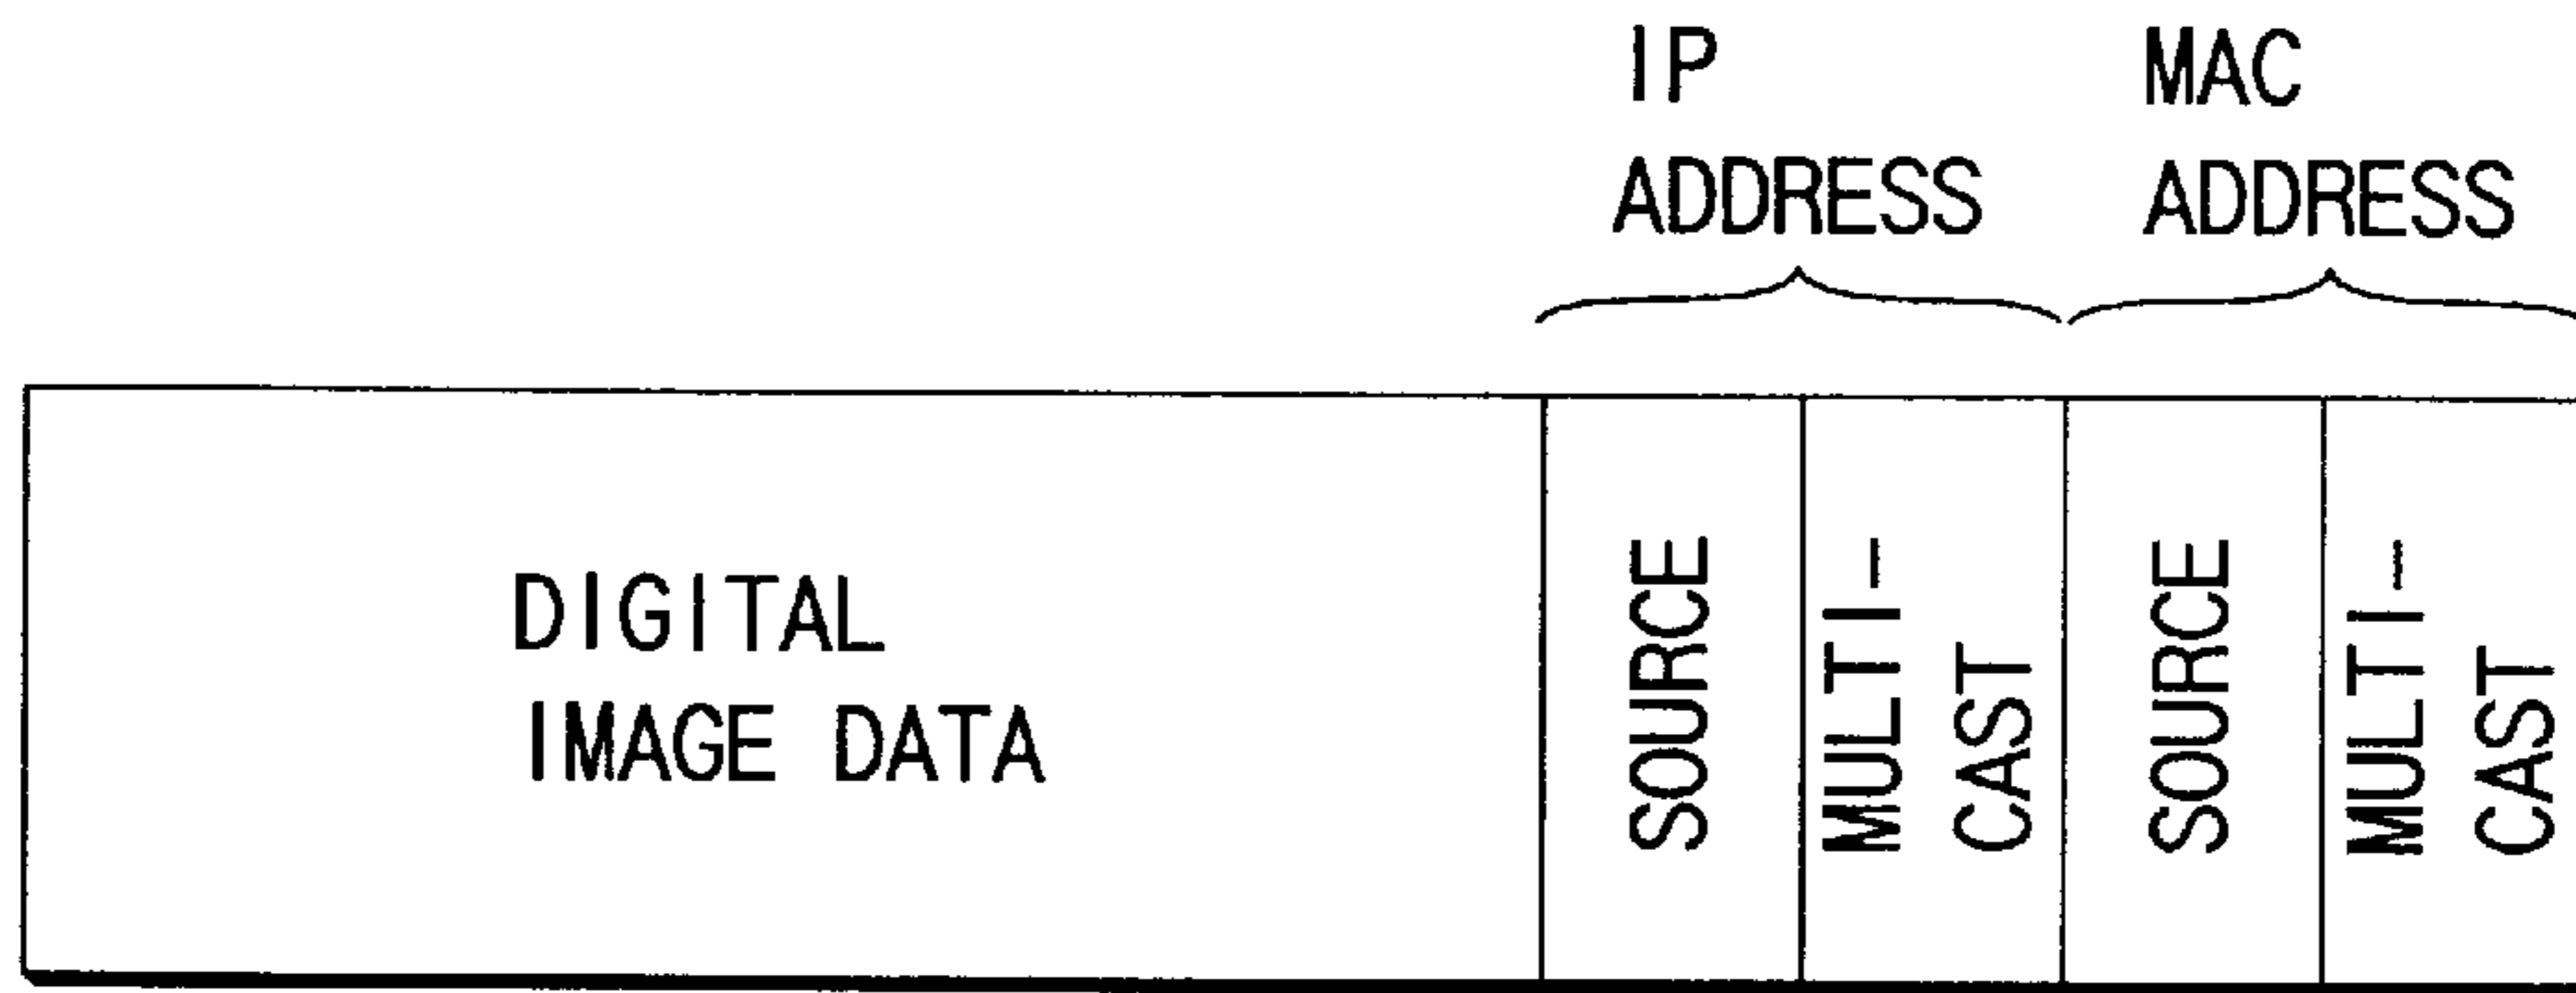 IP
ADDRESS
MAC
ADDRESS
DIGITAL
IMAGE DATA
SOURCE
MULTI-
CAST
SOURCE
MULTI-
CAST